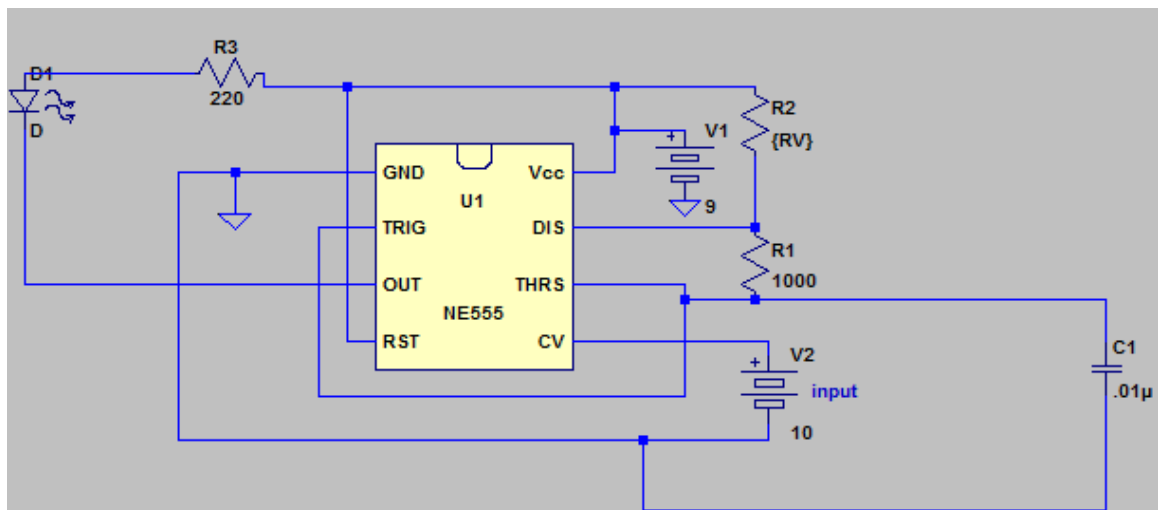 R3
D1
220
D
R2
{RV}
V1
+
9
GND
Vcc
U1
TRIG
DIS
R1
1000
OUT
THRS
NE555
RST
CV
V2
+
input
10
C1
.01µ